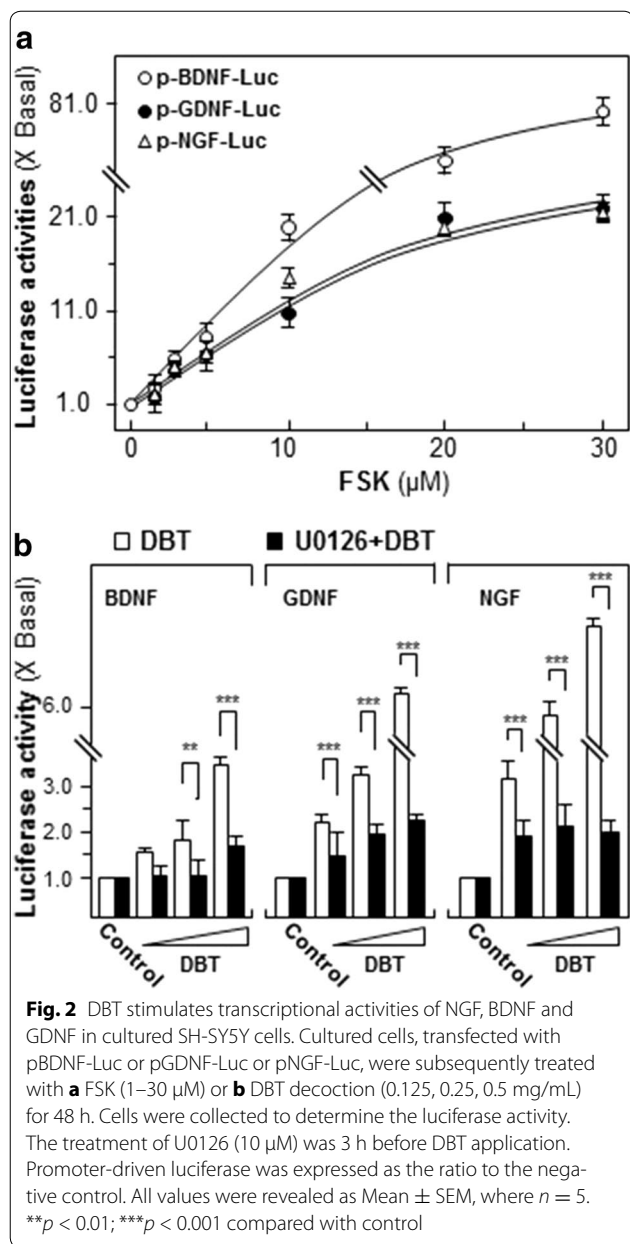 a
p-BDNF-Luc
p-GDNF-Luc
p-NGF-Luc
Luciferase activities (X Basal)
81.0
21.0
11.0
1.0
0 10 20 30
FSK (µM)
b
DBT U0126+DBT
BDNF GDNF NGF
Luciferase activity (X Basal)
6.0
3.0
2.0
1.0
** *** *** *** *** *** *** ***
Control DBT Control DBT Control DBT
Fig. 2 DBT stimulates transcriptional activities of NGF, BDNF and
GDNF in cultured SH-SY5Y cells. Cultured cells, transfected with
pBDNF-Luc or pGDNF-Luc or pNGF-Luc, were subsequently treated
with a FSK (1–30 µM) or b DBT decoction (0.125, 0.25, 0.5 mg/mL)
for 48 h. Cells were collected to determine the luciferase activity.
The treatment of U0126 (10 µM) was 3 h before DBT application.
Promoter-driven luciferase was expressed as the ratio to the nega-
tive control. All values were revealed as Mean ± SEM, where n = 5.
**p < 0.01; ***p < 0.001 compared with control